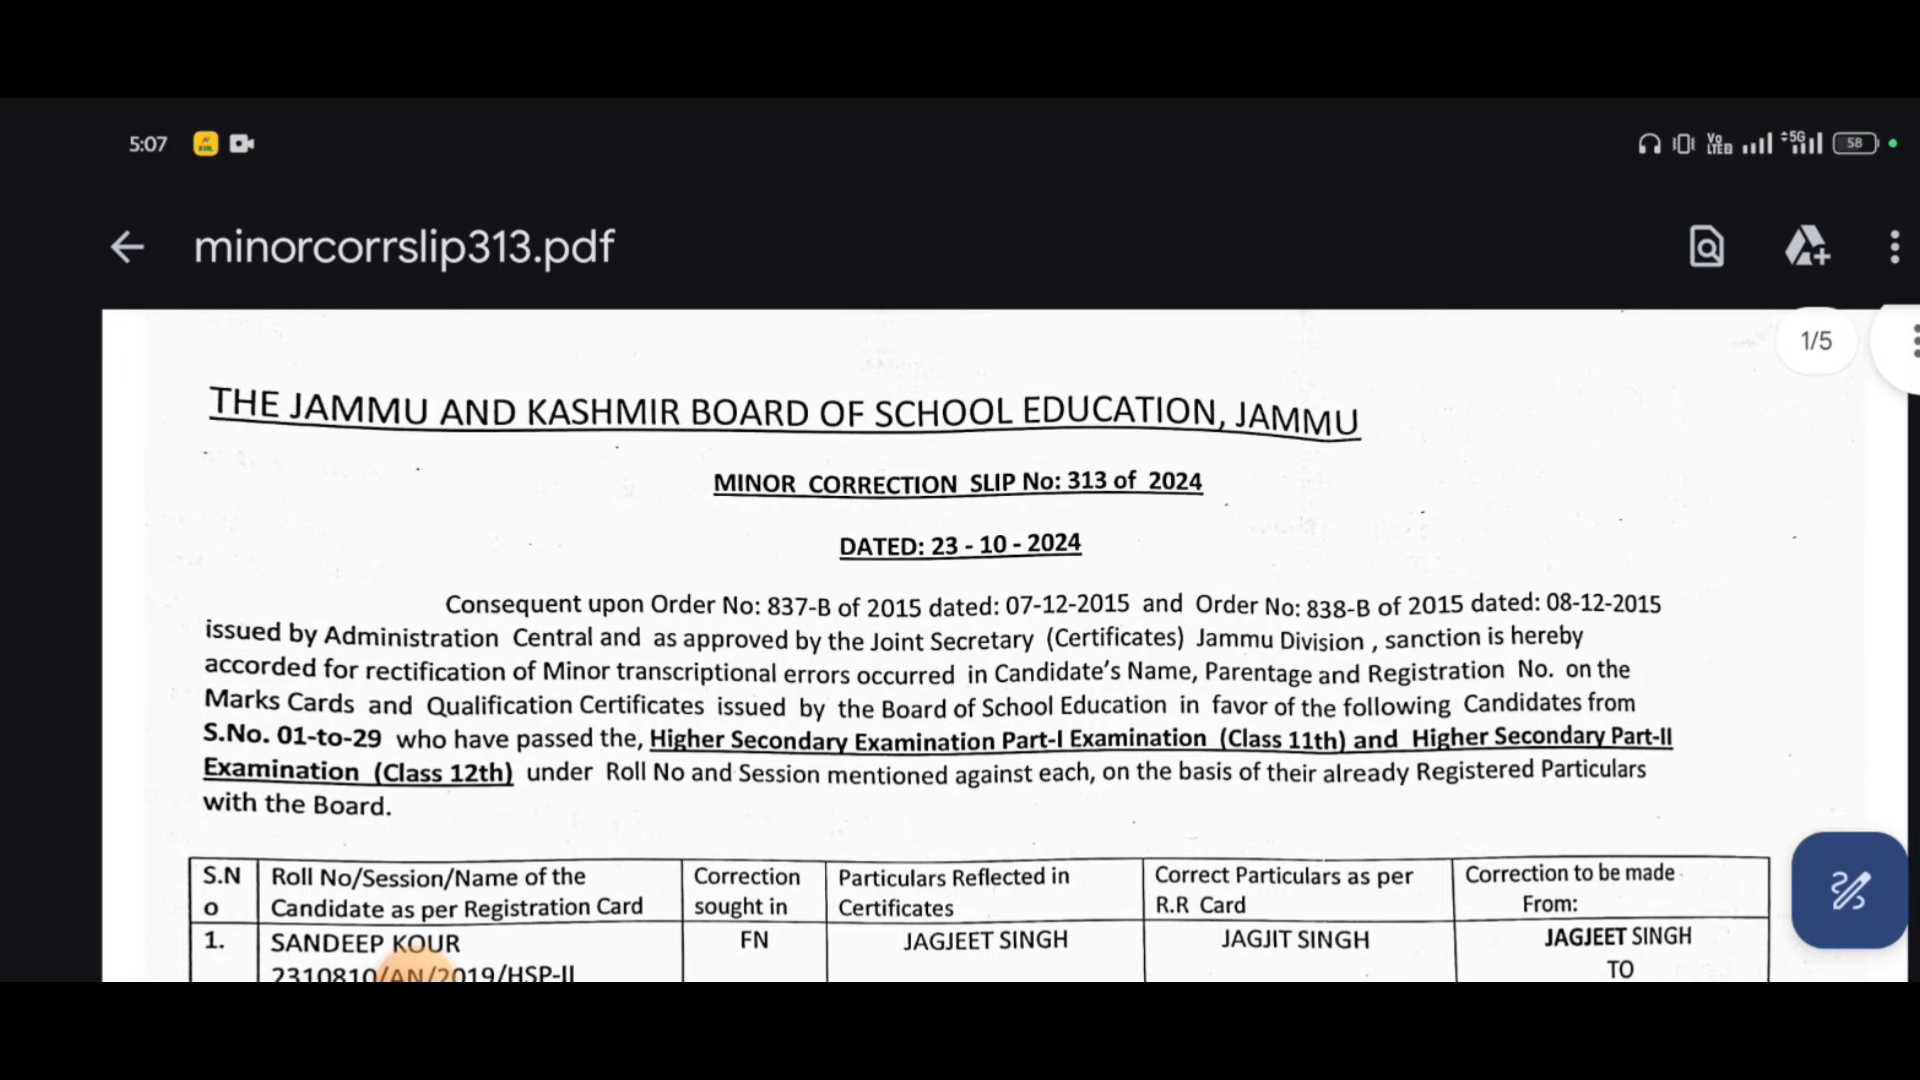 5:07
Vo
LTE2
5G
58
minorcorrslip313.pdf
1/5
THE JAMMU AND KASHMIR BOARD OF SCHOOL EDUCATION, JAMMU
MINOR CORRECTION SLIP No: 313 of 2024
DATED: 23 - 10 - 2024
Consequent upon Order No: 837-B of 2015 dated: 07-12-2015 and Order No: 838-B of 2015 dated: 08-12-2015
issued by Administration Central and as approved by the Joint Secretary (Certificates) Jammu Division , sanction is hereby
accorded for rectification of Minor transcriptional errors occurred in Candidate's Name, Parentage and Registration No. on the
Marks Cards and Qualification Certificates issued by the Board of School Education in favor of the following Candidates from
S.No. 01-to-29 who have passed the, Higher Secondary Examination Part-I Examination (Class 11th) and Higher Secondary Part-II
Examination (Class 12th) under Roll No and Session mentioned against each, on the basis of their already Registered Particulars
with the Board.
S.N Roll No/Session/Name of the Correction Particulars Reflected in Correct Particulars as per Correction to be made
o Candidate as per Registration Card sought in Certificates R.R Card From:
1. SANDEEP KOUR FN JAGJEET SINGH JAGJIT SINGH JAGJEET SINGH
2310810/AN/2019/HSP-II TO